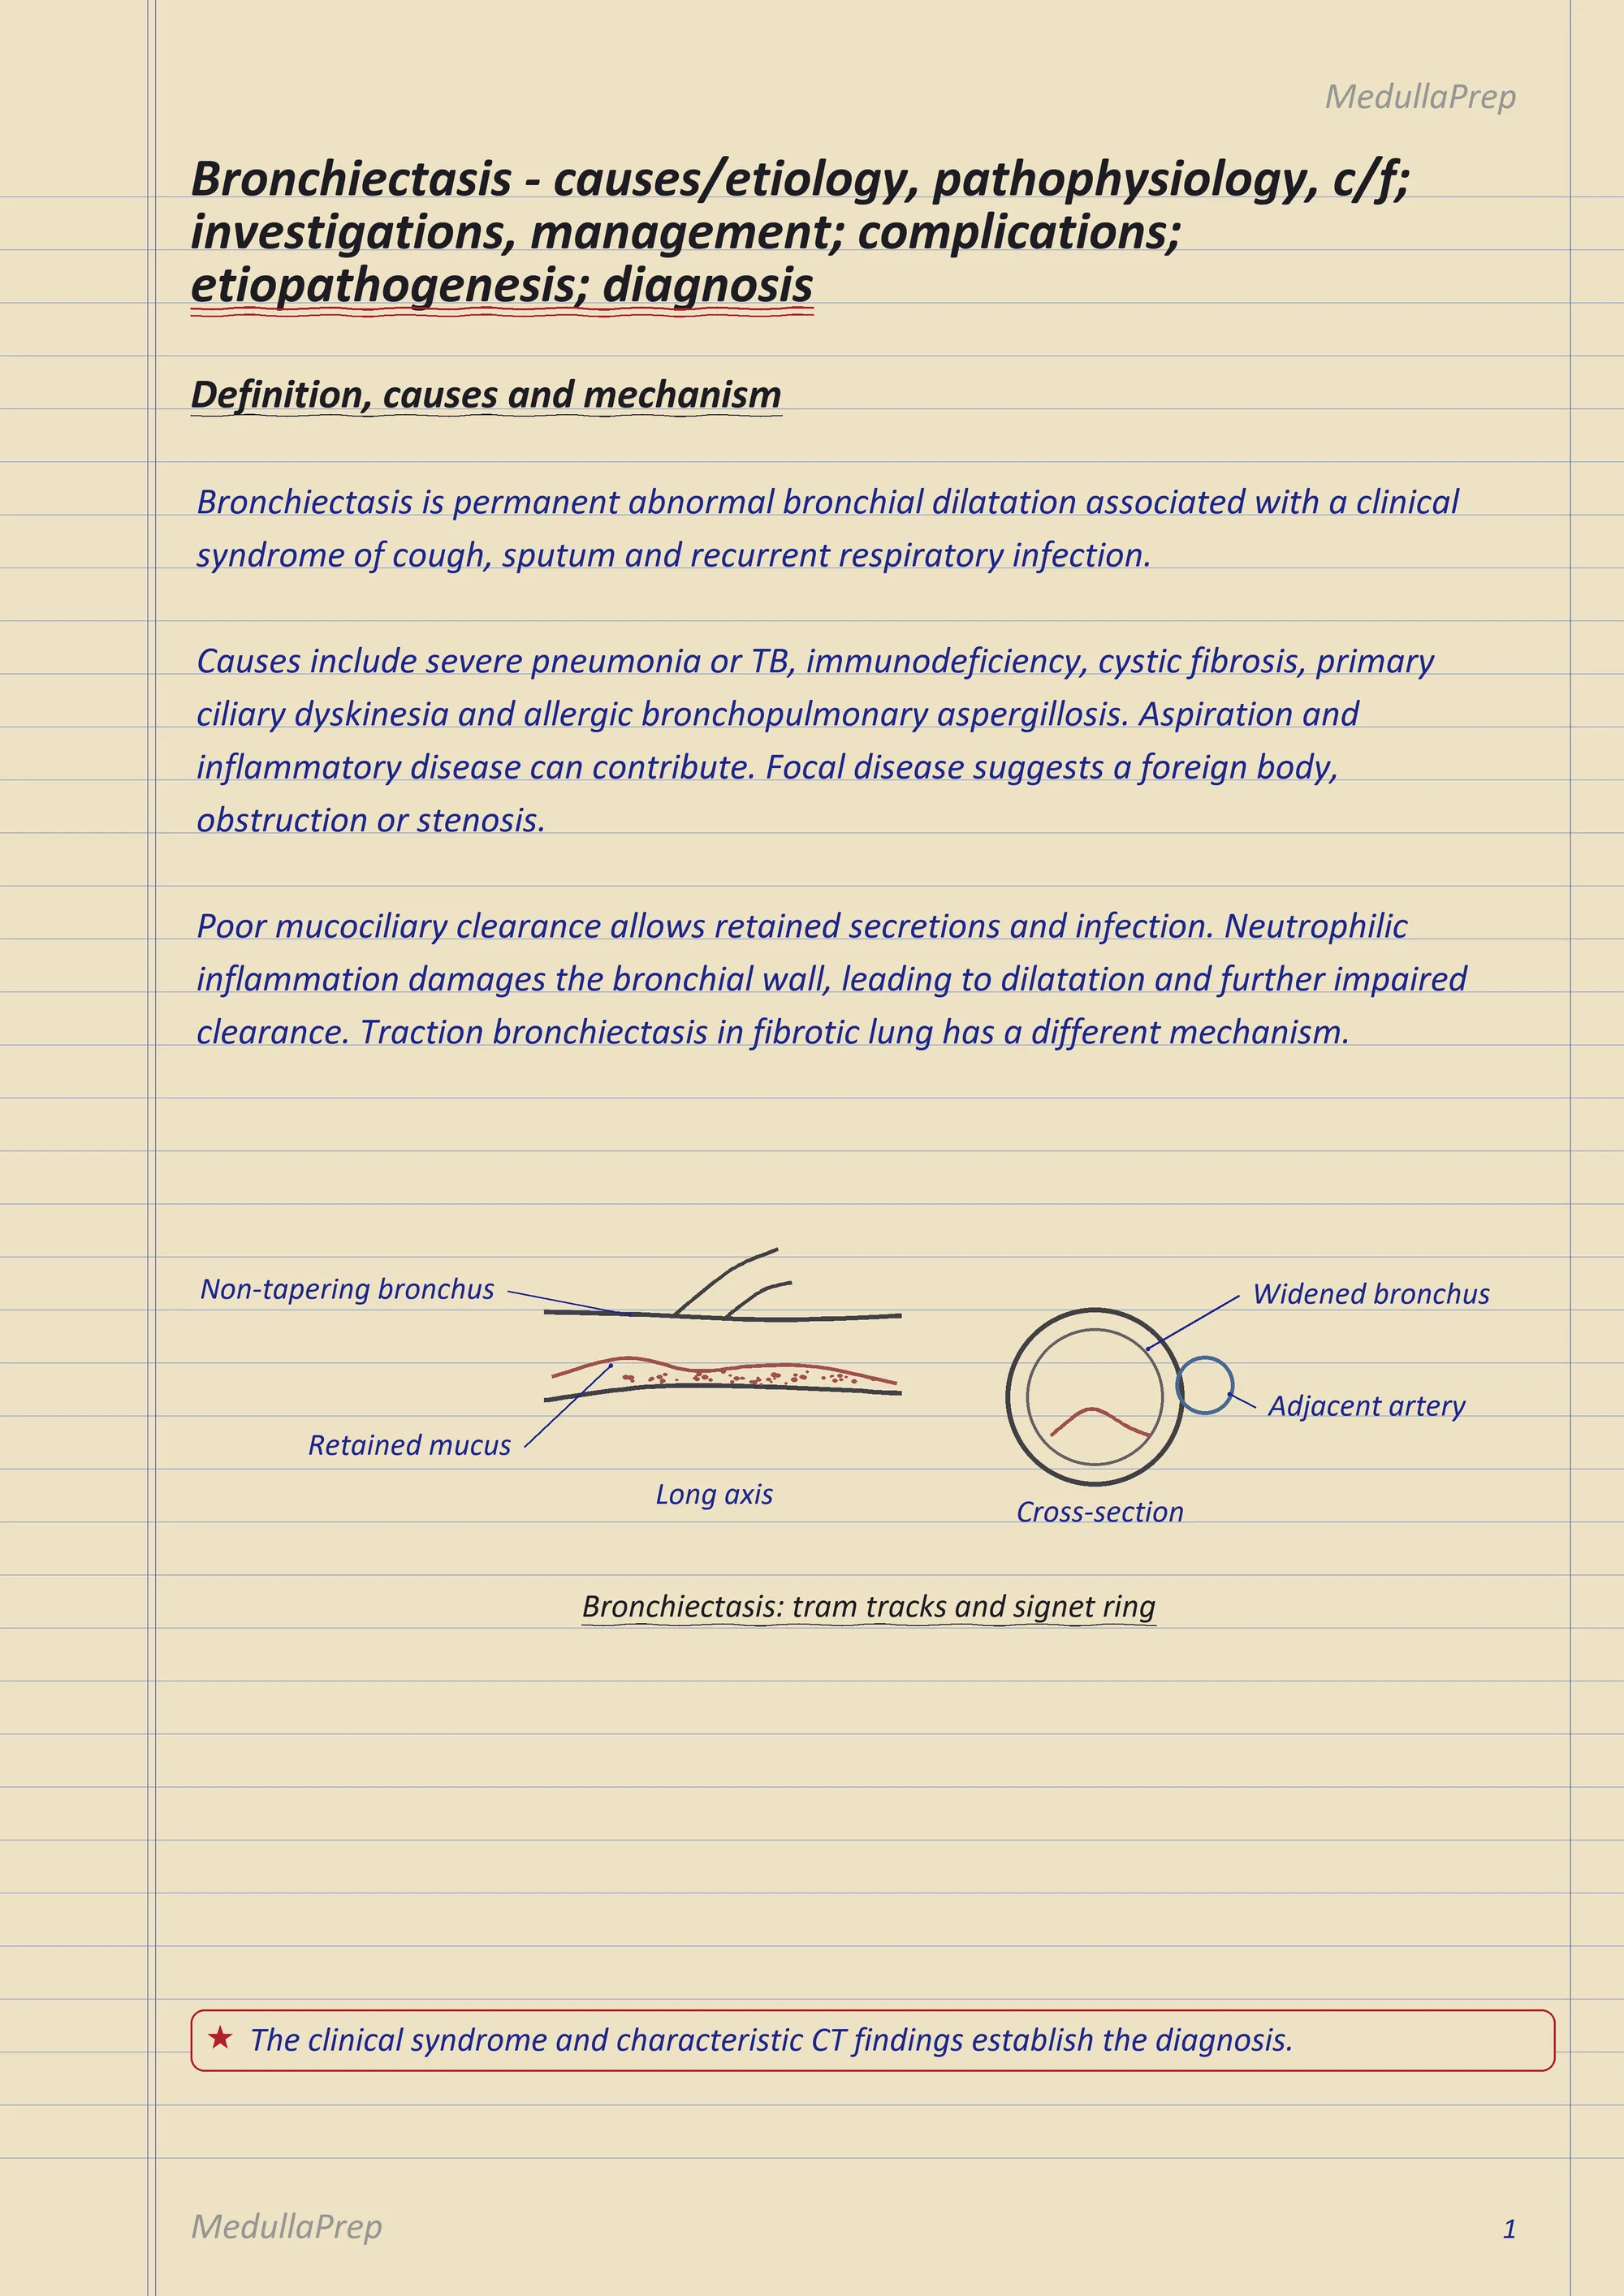 MedullaPrep
Bronchiectasis - causes/etiology, pathophysiology, c/f;
investigations, management; complications;
etiopathogenesis; diagnosis
Definition, causes and mechanism
Bronchiectasis is permanent abnormal bronchial dilatation associated with a clinical
syndrome of cough, sputum and recurrent respiratory infection.
Causes include severe pneumonia or TB, immunodeficiency, cystic fibrosis, primary
ciliary dyskinesia and allergic bronchopulmonary aspergillosis. Aspiration and
inflammatory disease can contribute. Focal disease suggests a foreign body,
obstruction or stenosis.
Poor mucociliary clearance allows retained secretions and infection. Neutrophilic
inflammation damages the bronchial wall, leading to dilatation and further impaired
clearance. Traction bronchiectasis in fibrotic lung has a different mechanism.
Non-tapering bronchus
Retained mucus
Long axis
Widened bronchus
Adjacent artery
Cross-section
Bronchiectasis: tram tracks and signet ring
★ The clinical syndrome and characteristic CT findings establish the diagnosis.
MedullaPrep
1